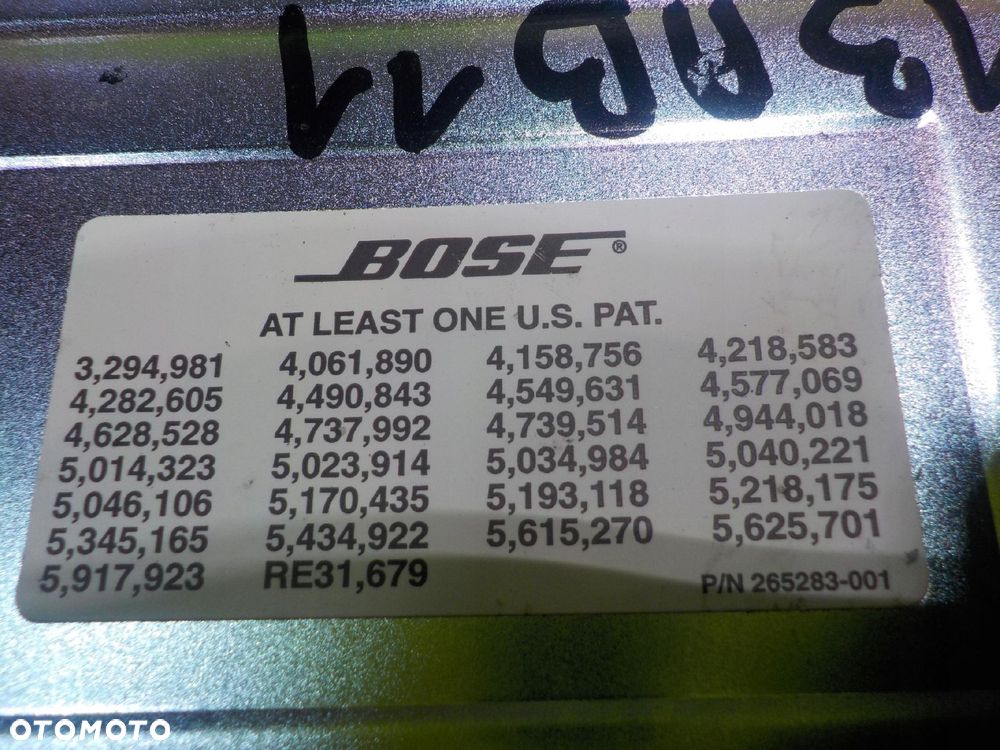 BOSE®
AT LEAST ONE U.S. PAT.
3,294,981 4,061,890 4,158,756 4,218,583
4,282,605 4,490,843 4,549,631 4,577,069
4,628,528 4,737,992 4,739,514 4,944,018
5,014,323 5,023,914 5,034,984 5,040,221
5,046,106 5,170,435 5,193,118 5,218,175
5,345,165 5,434,922 5,615,270 5,625,701
5,917,923 RE31,679 P/N 265283-001
OTOMOTO